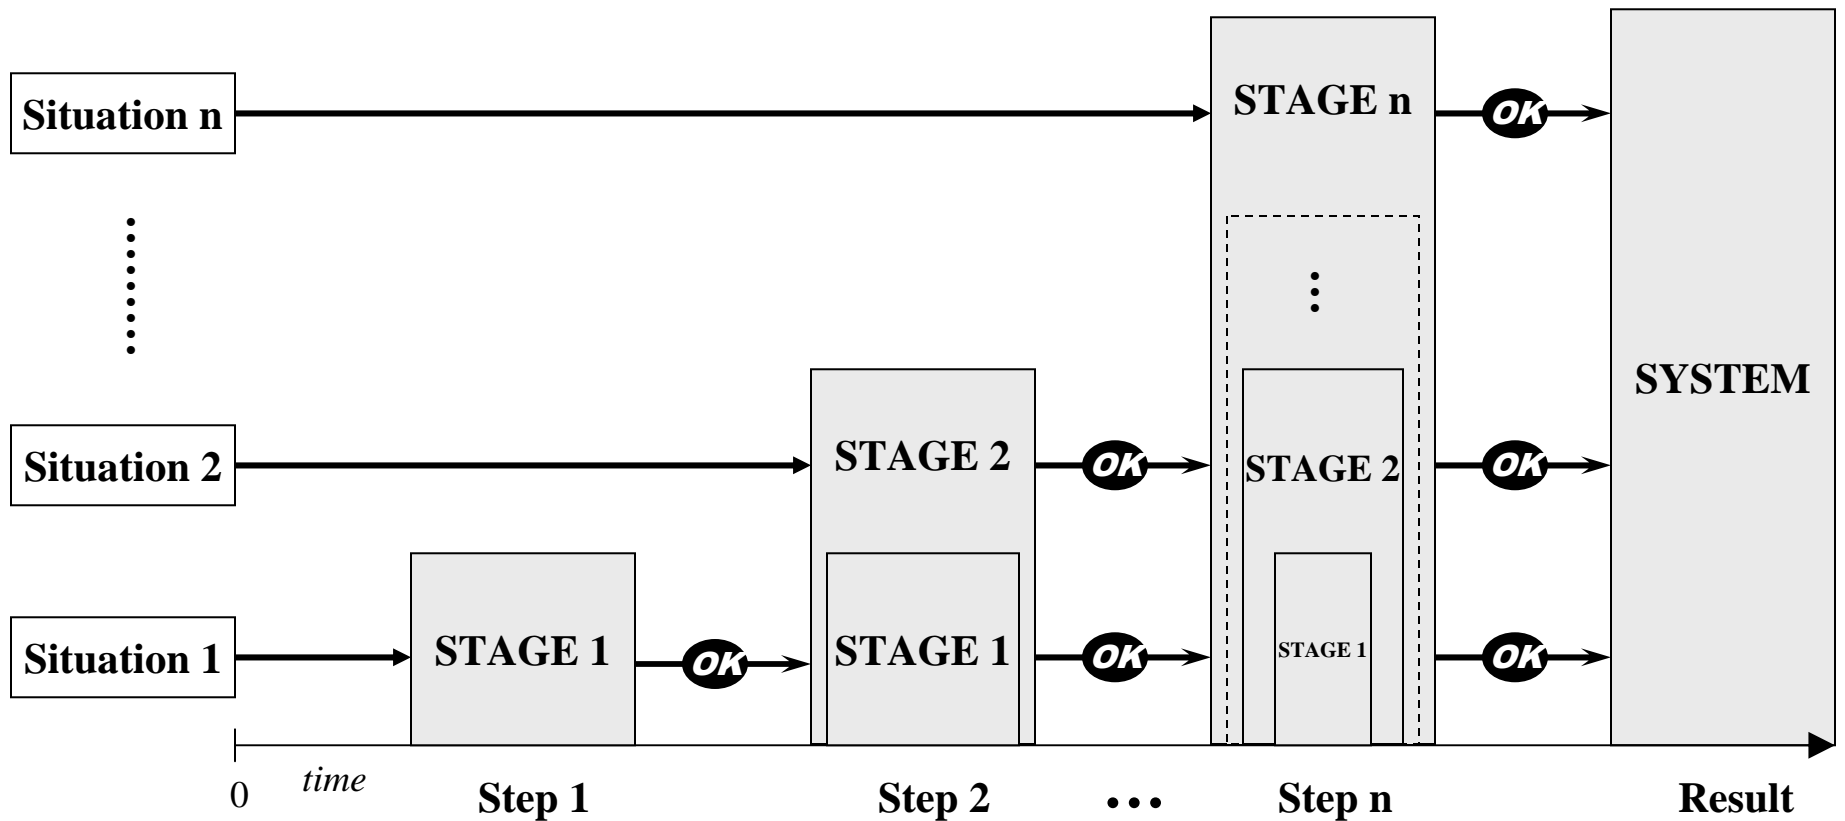 Situation n
STAGE n
OK
SYSTEM
Situation 2
STAGE 2
OK
STAGE 2
OK
Situation 1
STAGE 1
OK
STAGE 1
OK
STAGE 1
OK
0
time
Step 1
Step 2
...
Step n
Result